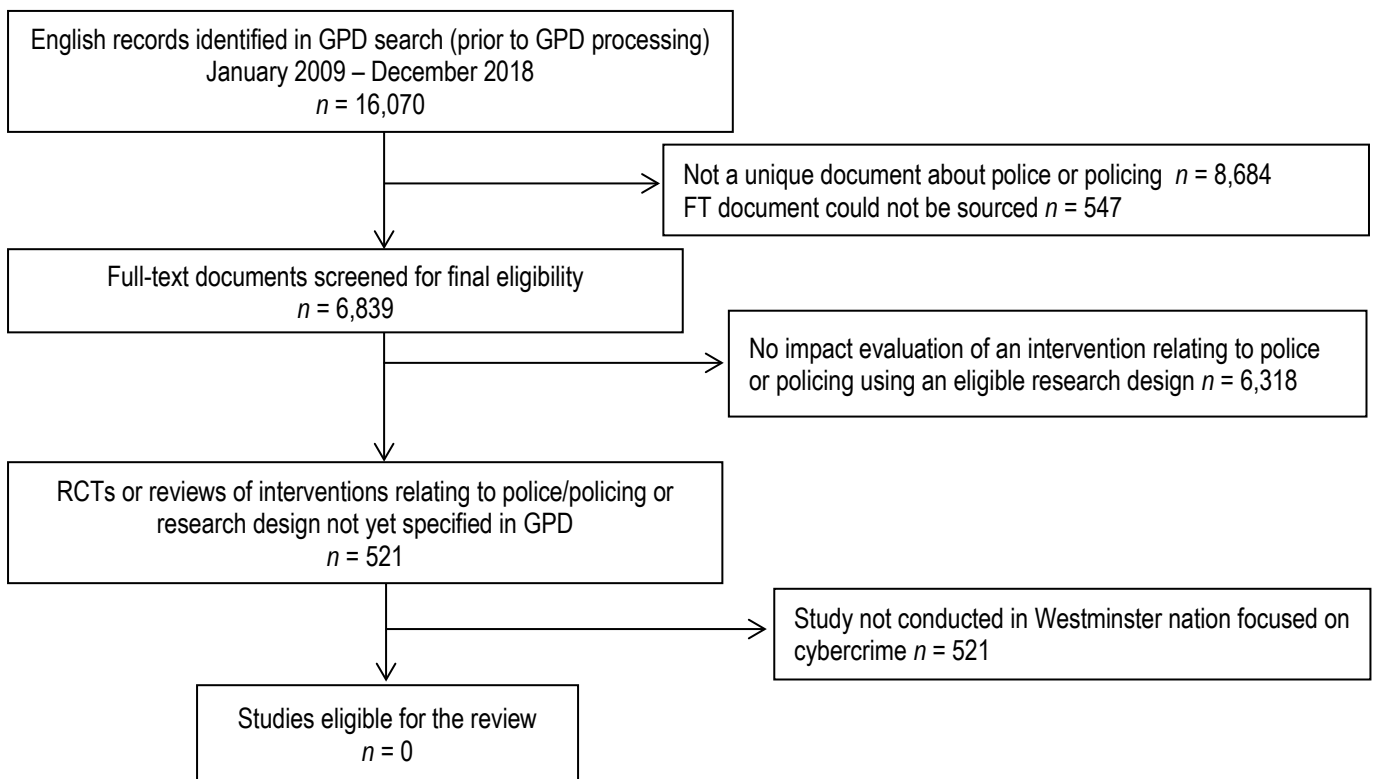 English records identified in GPD search (prior to GPD processing)
January 2009 – December 2018
n = 16,070
Not a unique document about police or policing n = 8,684
FT document could not be sourced n = 547
Full-text documents screened for final eligibility
n = 6,839
No impact evaluation of an intervention relating to police
or policing using an eligible research design n = 6,318
RCTs or reviews of interventions relating to police/policing or
research design not yet specified in GPD
n = 521
Study not conducted in Westminster nation focused on
cybercrime n = 521
Studies eligible for the review
n = 0